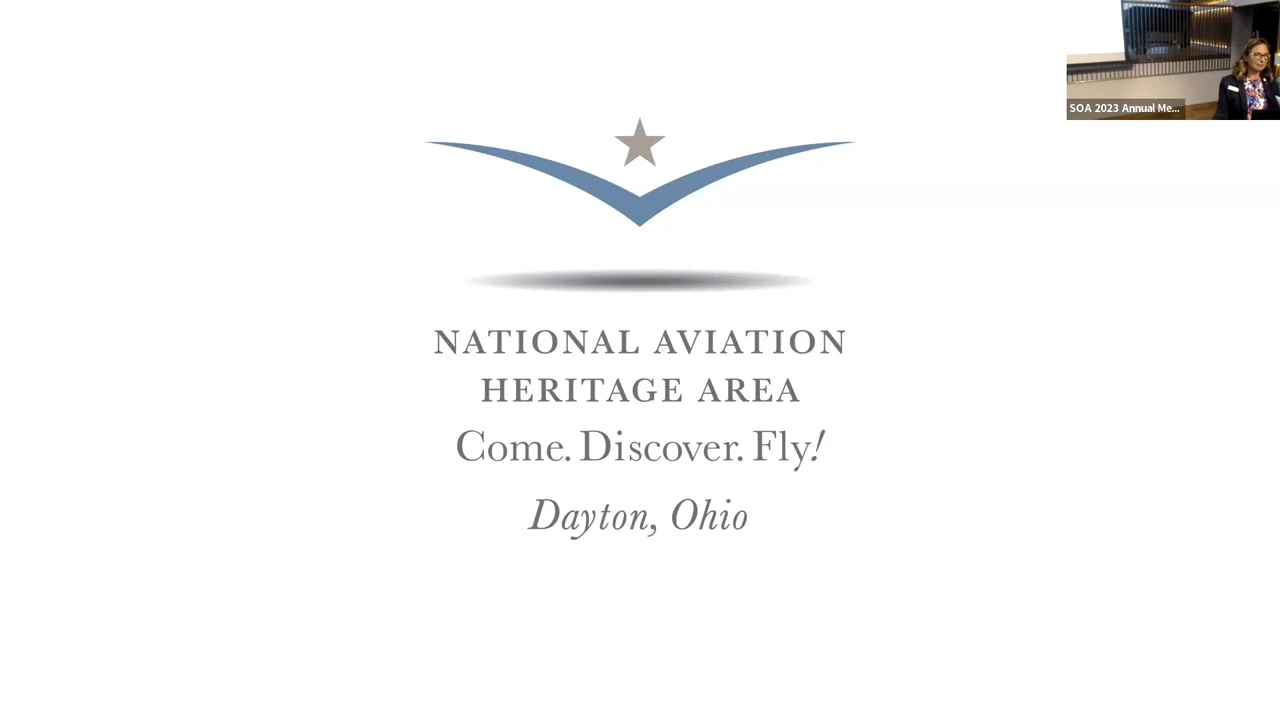 SOA 2023 Annual Me...
NATIONAL AVIATION
HERITAGE AREA
Come. Discover. Fly!
Dayton, Ohio